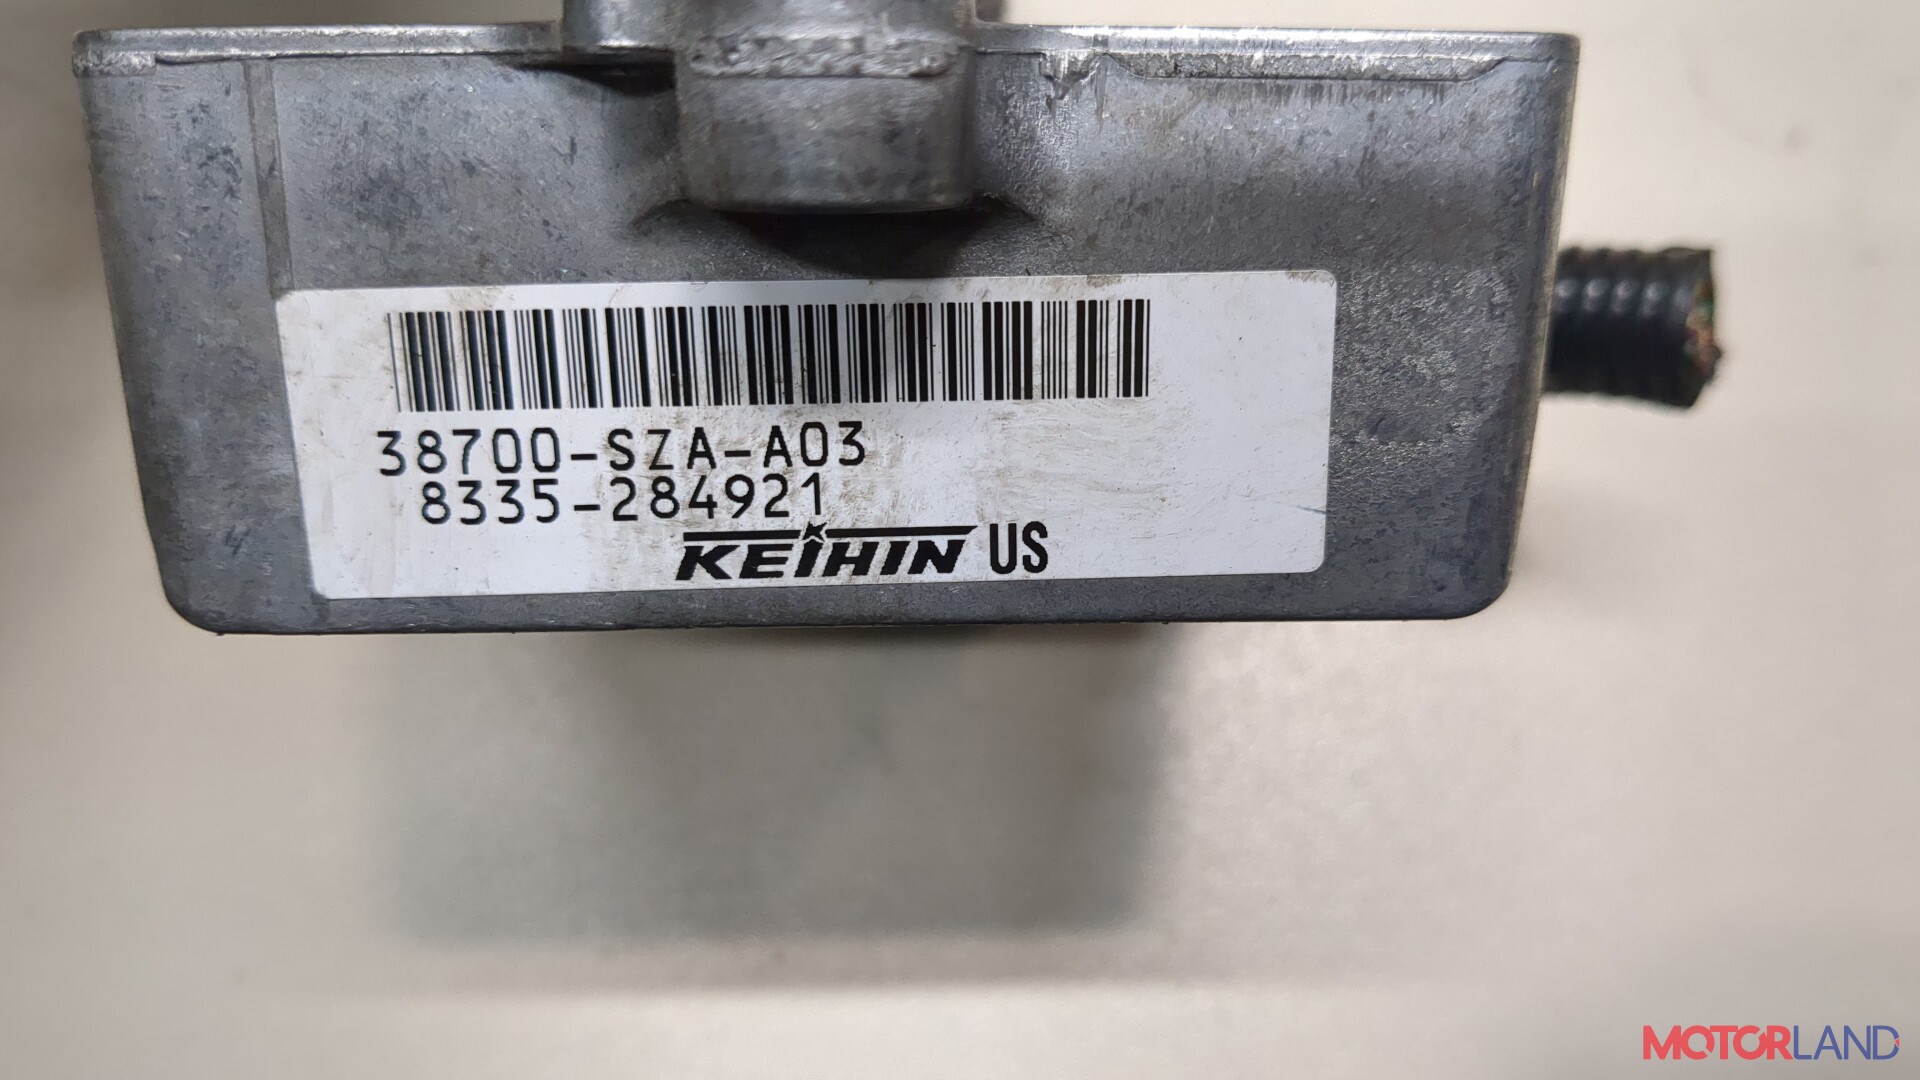 38700-SZA-A03
8335-284921
KEIHIN US
MOTORLAND